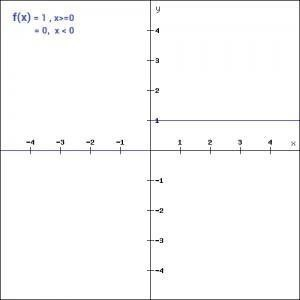 f(x) = 1 , x>=0
= 0, x < 0
y
4
3
2
1
-4 -3 -2 -1 1 2 3 4 x
-1
-2
-3
-4